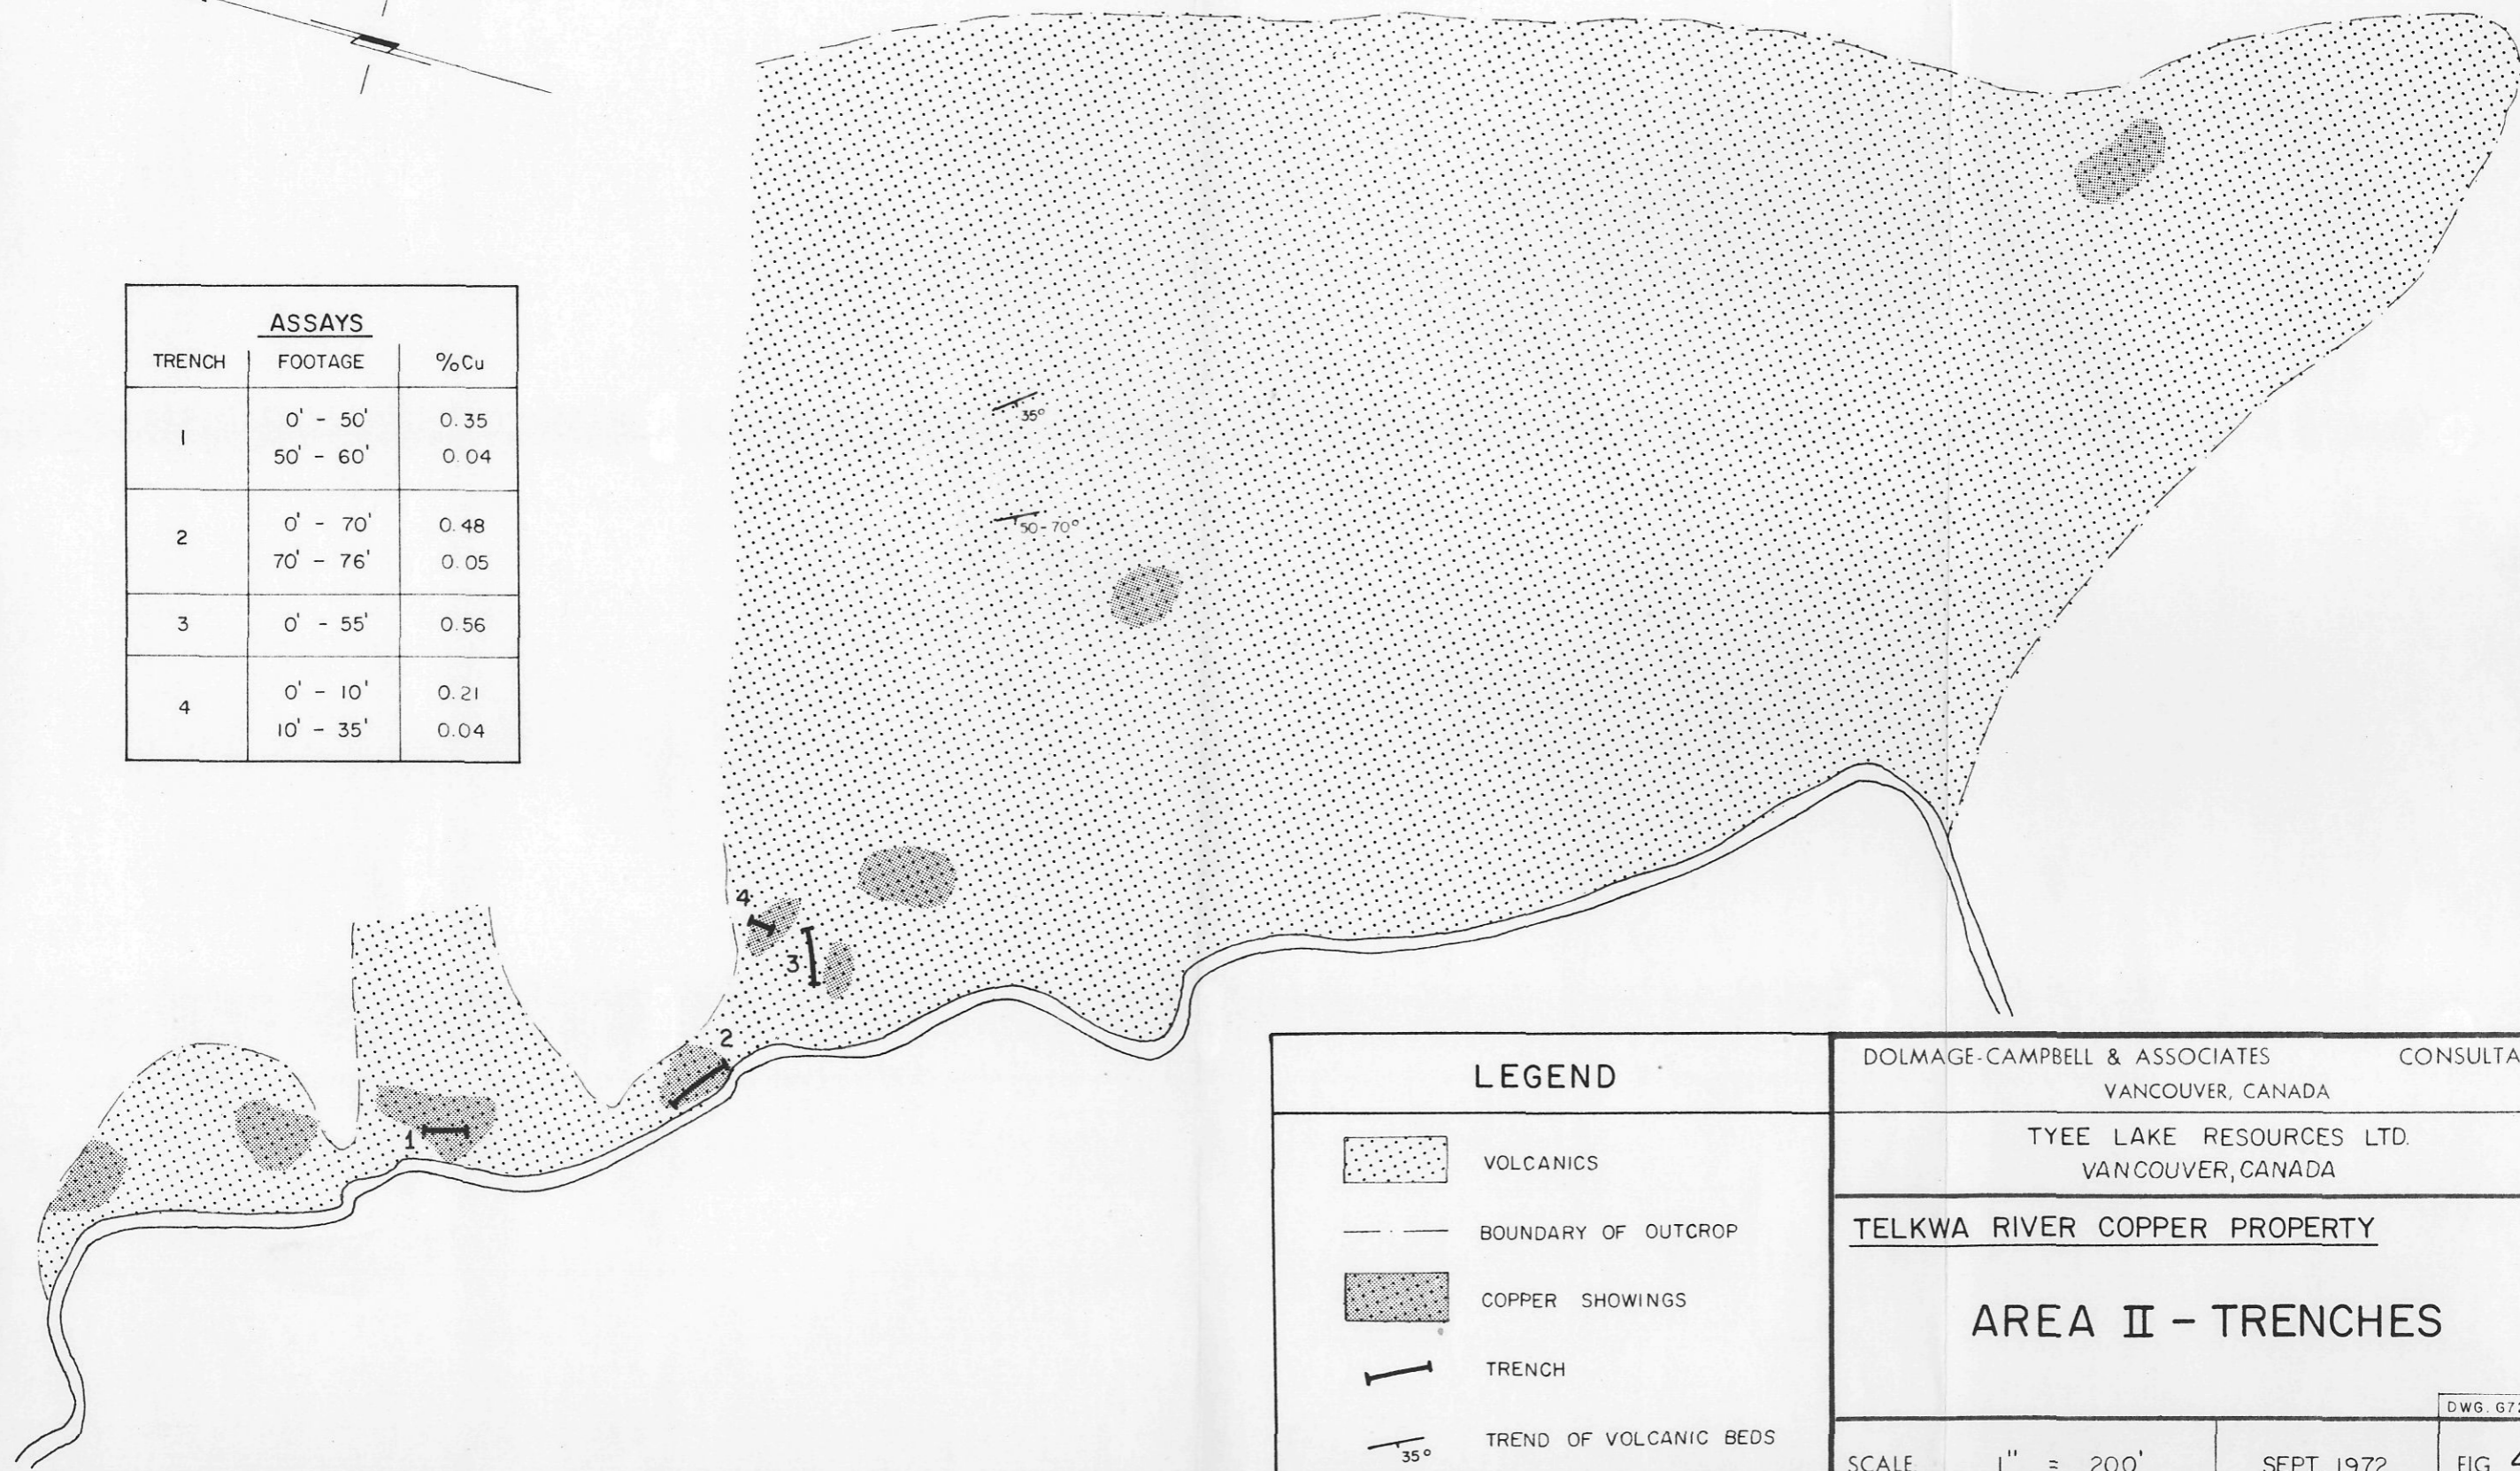 ASSAYS
TRENCH FOOTAGE %Cu
1 0' - 50' 0.35
50' - 60' 0.04
2 0' - 70' 0.48
70' - 76' 0.05
3 0' - 55' 0.56
4 0' - 10' 0.21
10' - 35' 0.04
35°
50-70°
4
3
2
1
LEGEND
VOLCANICS
BOUNDARY OF OUTCROP
COPPER SHOWINGS
TRENCH
35° TREND OF VOLCANIC BEDS
DOLMAGE-CAMPBELL & ASSOCIATES
VANCOUVER, CANADA
TYEE LAKE RESOURCES LTD.
VANCOUVER, CANADA
TELKWA RIVER COPPER PROPERTY
AREA II - TRENCHES
DWG.
SCALE 1" = 200' SEPT. 1972 FIG